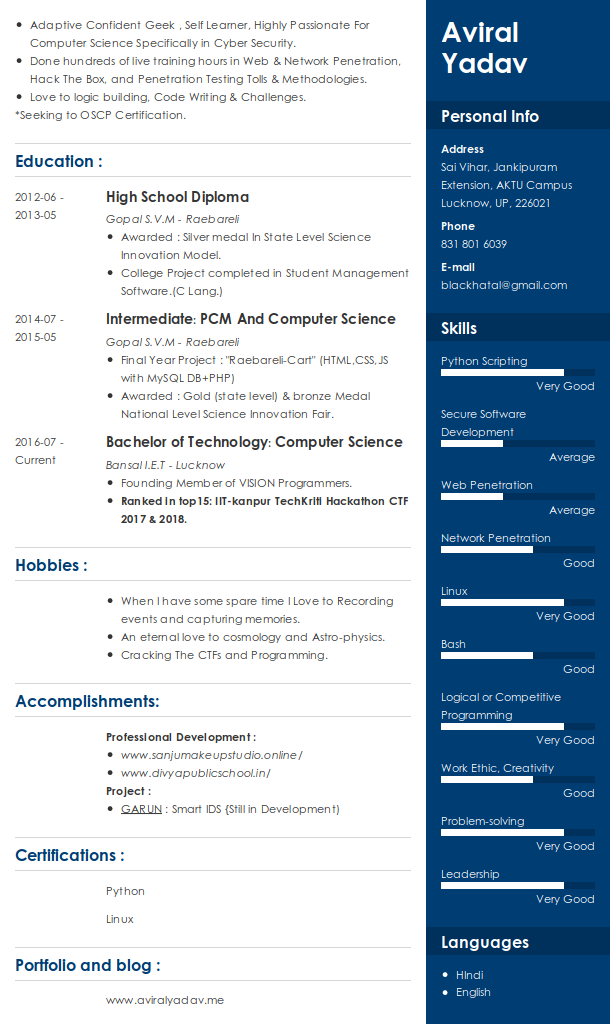 Adaptive Confident Geek , Self Learner, Highly Passionate For
Computer Science Specifically in Cyber Security.
Done hundreds of live training hours in Web & Network Penetration,
Hack The Box, and Penetration Testing Tolls & Methodologies.
Love to logic building, Code Writing & Challenges.
*Seeking to OSCP Certification.
Education :
2012-06 -
2013-05
High School Diploma
Gopal S.V.M - Raebareli
Awarded : Silver medal In State Level Science
Innovation Model.
College Project completed in Student Management
Software.(C Lang.)
2014-07 -
2015-05
Intermediate: PCM And Computer Science
Gopal S.V.M - Raebareli
Final Year Project : "Raebareli-Cart" (HTML,CSS,JS
with MySQL DB+PHP)
Awarded : Gold (state level) & bronze Medal
National Level Science Innovation Fair.
2016-07 -
Current
Bachelor of Technology: Computer Science
Bansal I.E.T - Lucknow
Founding Member of VISION Programmers.
Ranked in top15: IIT-kanpur TechKriti Hackathon CTF
2017 & 2018.
Hobbies :
When I have some spare time I Love to Recording
events and capturing memories.
An eternal love to cosmology and Astro-physics.
Cracking The CTFs and Programming.
Accomplishments:
Professional Development :
www.sanjumakeupstudio.online/
www.divyapublicschool.in/
Project :
GARUN : Smart IDS {Still in Development)
Certifications :
Python
Linux
Portfolio and blog :
www.aviralyadav.me
Aviral
Yadav
Personal Info
Address
Sai Vihar, Jankipuram
Extension, AKTU Campus
Lucknow, UP, 226021
Phone
831 801 6039
E-mail
blackhatal@gmail.com
Skills
Python Scripting
Very Good
Secure Software
Development
Average
Web Penetration
Average
Network Penetration
Good
Linux
Very Good
Bash
Good
Logical or Competitive
Programming
Very Good
Work Ethic, Creativity
Good
Problem-solving
Very Good
Leadership
Very Good
Languages
HIndi
English